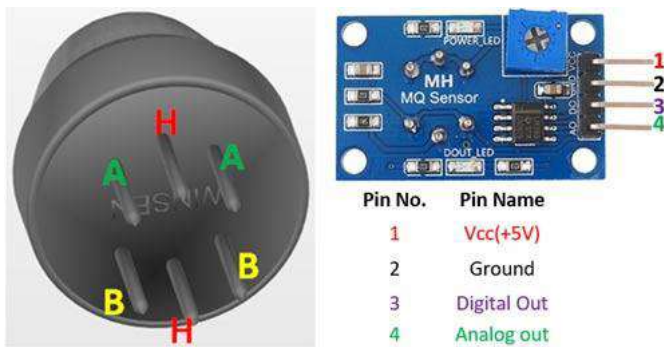 H
A
A
WINSEN
B
B
H
POWER_LED
MH
MQ Sensor
DOUT_LED
VCC
GND
DO
AO
1
2
3
4
Pin No. Pin Name
1 Vcc(+5V)
2 Ground
3 Digital Out
4 Analog out